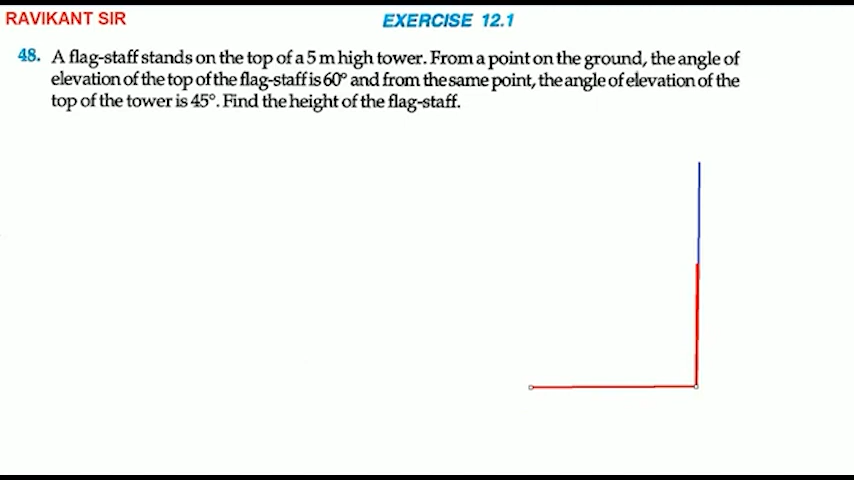 RAVIKANT SIR
EXERCISE 12.1
48. A flag-staff stands on the top of a 5 m high tower. From a point on the ground, the angle of
elevation of the top of the flag-staff is 60° and from the same point, the angle of elevation of the
top of the tower is 45°. Find the height of the flag-staff.